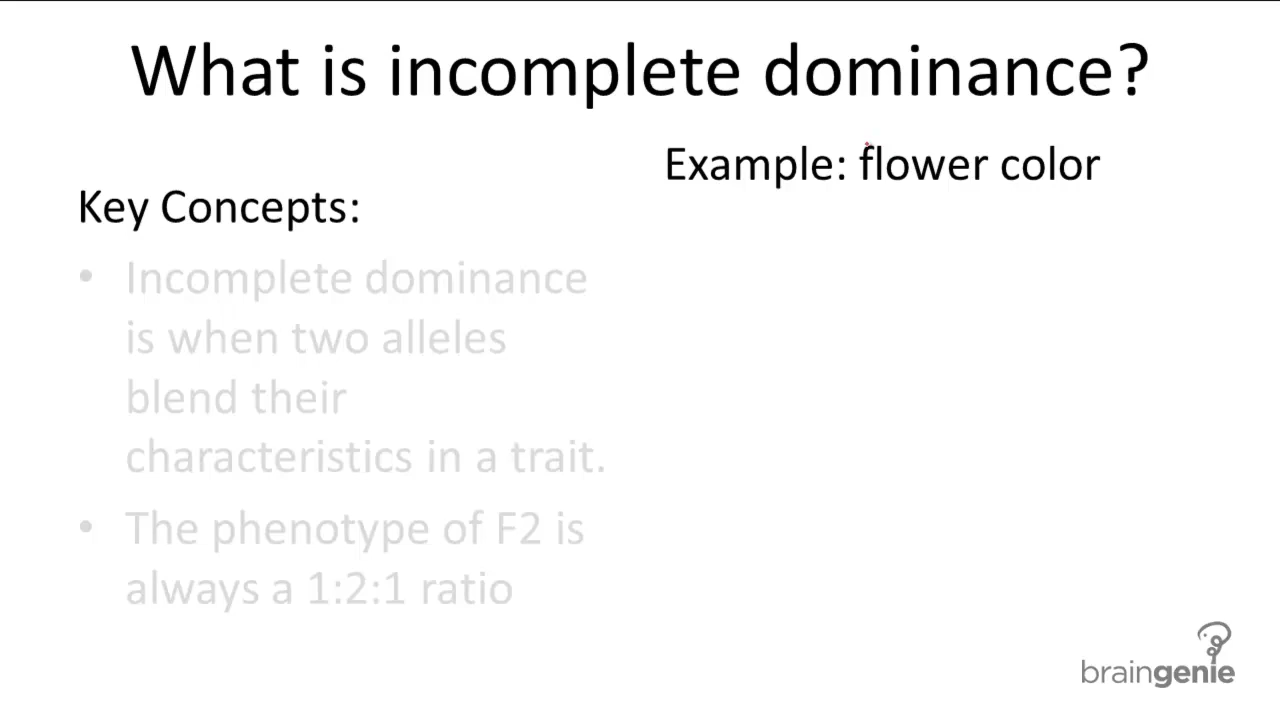 What is incomplete dominance?
Example: flower color
Key Concepts:
• Incomplete dominance
is when two alleles
blend their
characteristics in a trait.
• The phenotype of F2 is
always a 1:2:1 ratio
braingenie